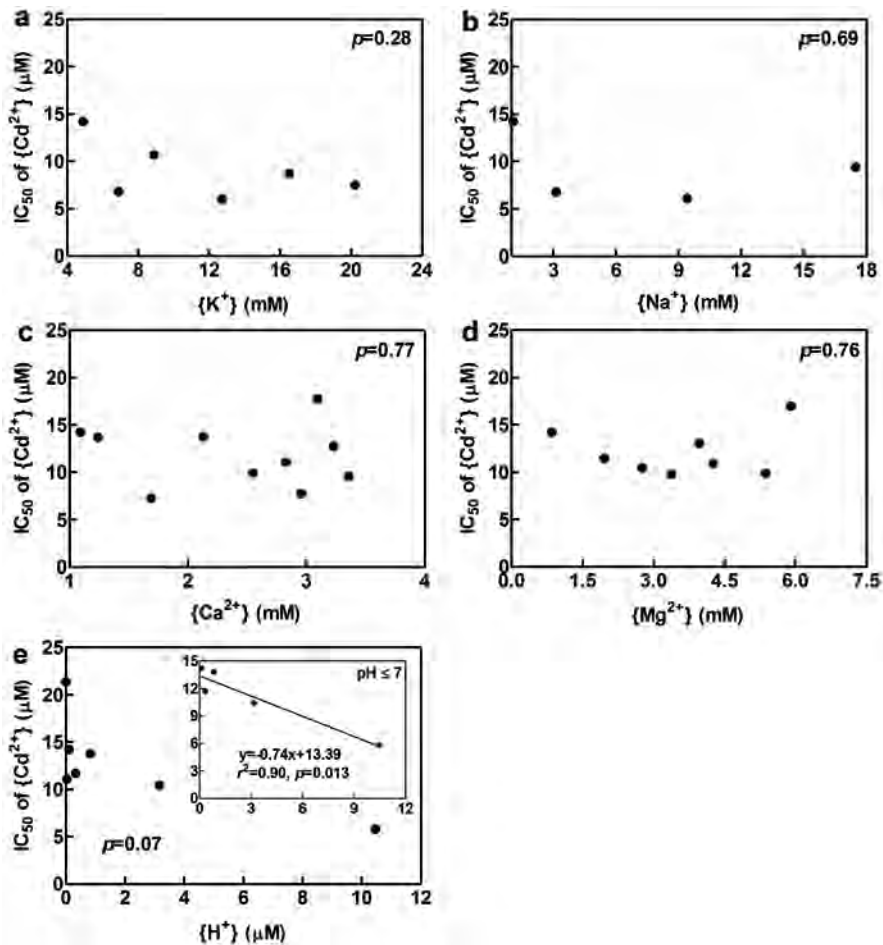 a
p=0.28
IC50 of {Cd2+} (μM)
25
20
15
10
5
0
4 8 12 16 20 24
{K+} (mM)
b
p=0.69
IC50 of {Cd2+} (μM)
25
20
15
10
5
0
3 6 9 12 15 18
{Na+} (mM)
c
p=0.77
IC50 of {Cd2+} (μM)
25
20
15
10
5
0
1 2 3 4
{Ca2+} (mM)
d
p=0.76
IC50 of {Cd2+} (μM)
25
20
15
10
5
0
0.0 1.5 3.0 4.5 6.0 7.5
{Mg2+} (mM)
e
IC50 of {Cd2+} (μM)
25
20
15
10
5
0
p=0.07
0 2 4 6 8 10 12
{H+} (μM)
15
12
9
6
3
0
pH ≤ 7
y=-0.74x+13.39
r2=0.90, p=0.013
0 3 6 9 12